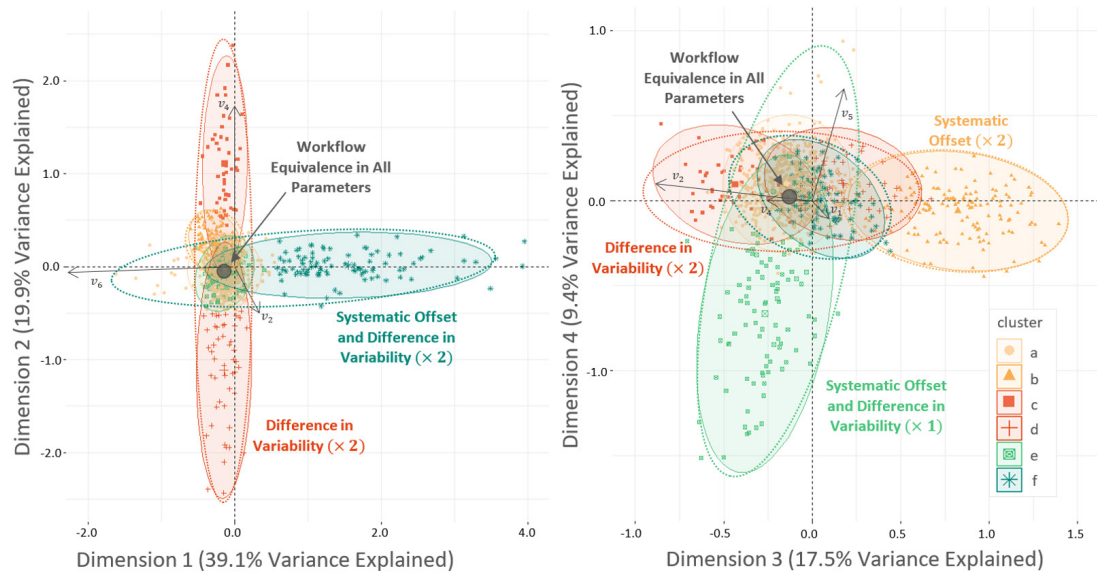 Dimension 2 (19.9% Variance Explained)
2.0
1.0
0.0
-1.0
-2.0
-2.0
0.0
2.0
4.0
Dimension 1 (39.1% Variance Explained)
v4
v6
v2
Workflow
Equivalence in All
Parameters
Systematic Offset
and Difference in
Variability (× 2)
Difference in
Variability (× 2)
Dimension 4 (9.4% Variance Explained)
1.0
0.0
-1.0
-1.0
-0.5
0.0
0.5
1.0
1.5
Dimension 3 (17.5% Variance Explained)
Workflow
Equivalence in All
Parameters
v5
v2
v4
Systematic
Offset (× 2)
Difference in
Variability (× 2)
Systematic Offset
and Difference in
Variability (× 1)
cluster
a
b
c
d
e
f